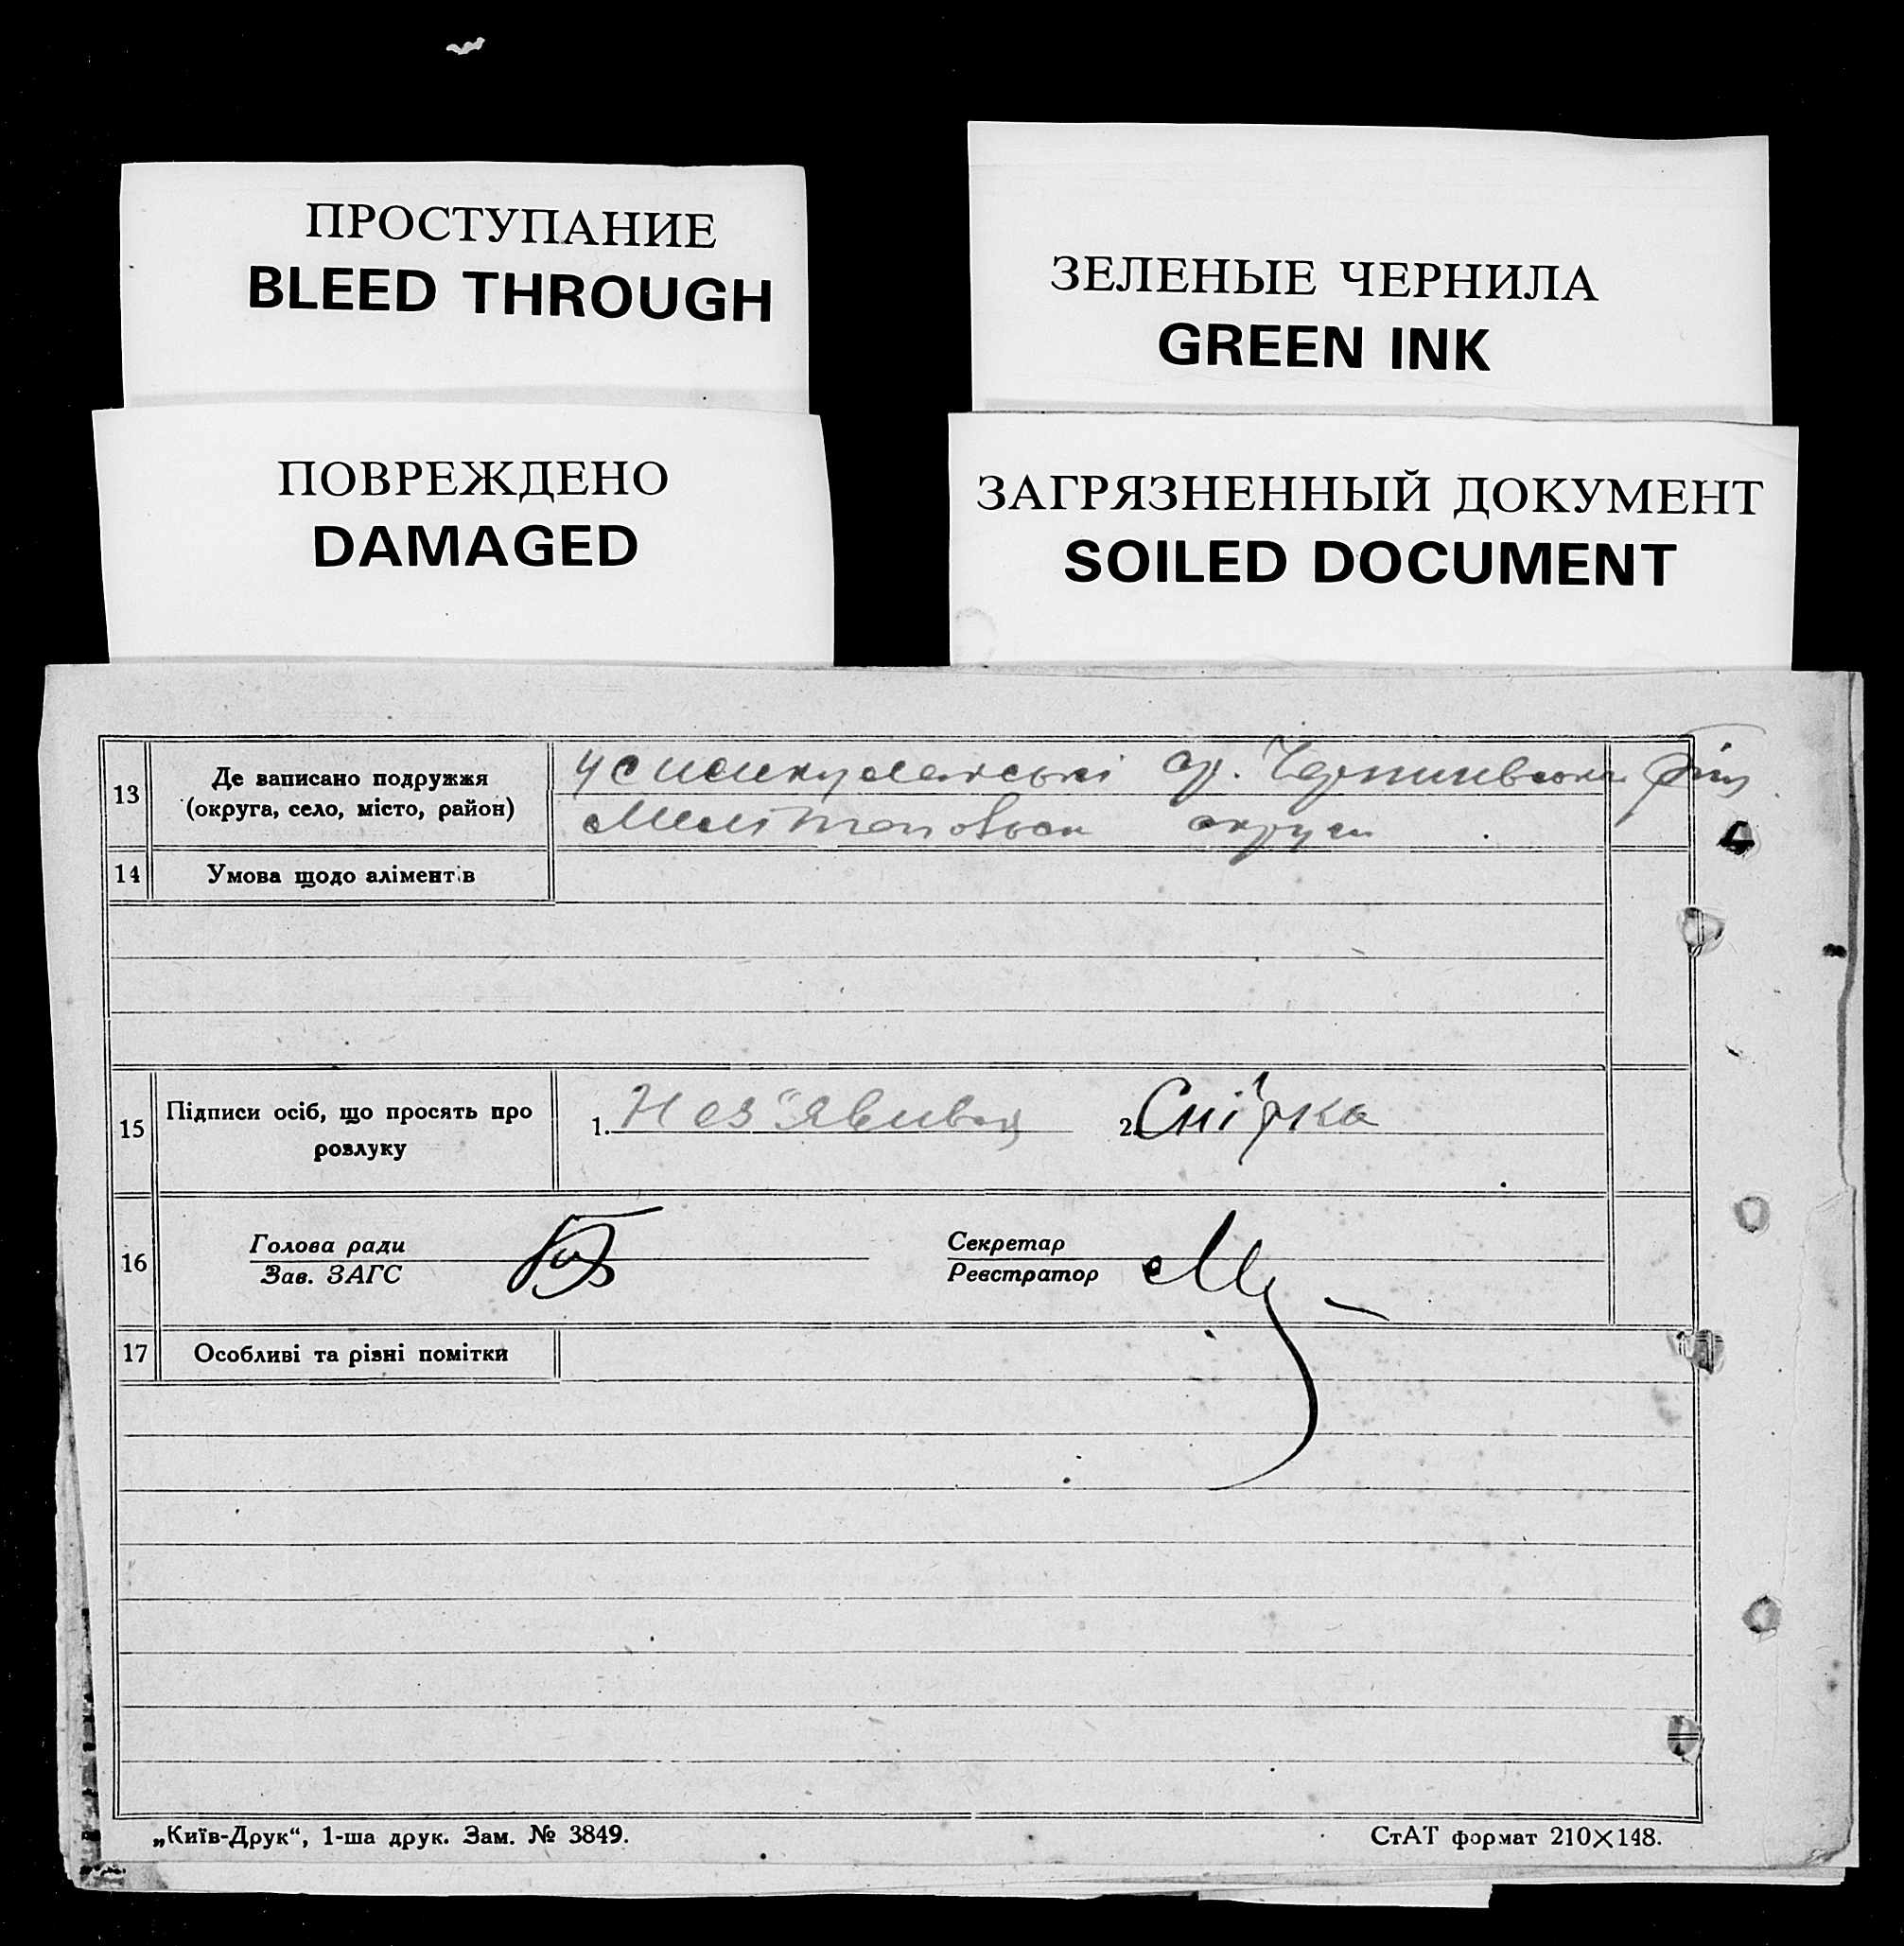 ПРОСТУПАНИЕ
BLEED THROUGH
ЗЕЛЕНЫЕ ЧЕРНИЛА
GREEN INK
ПОВРЕЖДЕНО
DAMAGED
ЗАГРЯЗНЕННЫЙ ДОКУМЕНТ
SOILED DOCUMENT
13 Де записано подружжя
(округа, село, місто, район)
округи
14 Умова щодо аліментів
15 Підписи осіб, що просять про
розлуку
1. Не з'явився 2. Снірка
16 Голова ради
Зав. ЗАГС
Секретар
Реєстратор
17 Особливі та різні помітки
„Київ-Друк“, 1-ша друк. Зам. № 3849.
СтАТ формат 210×148.